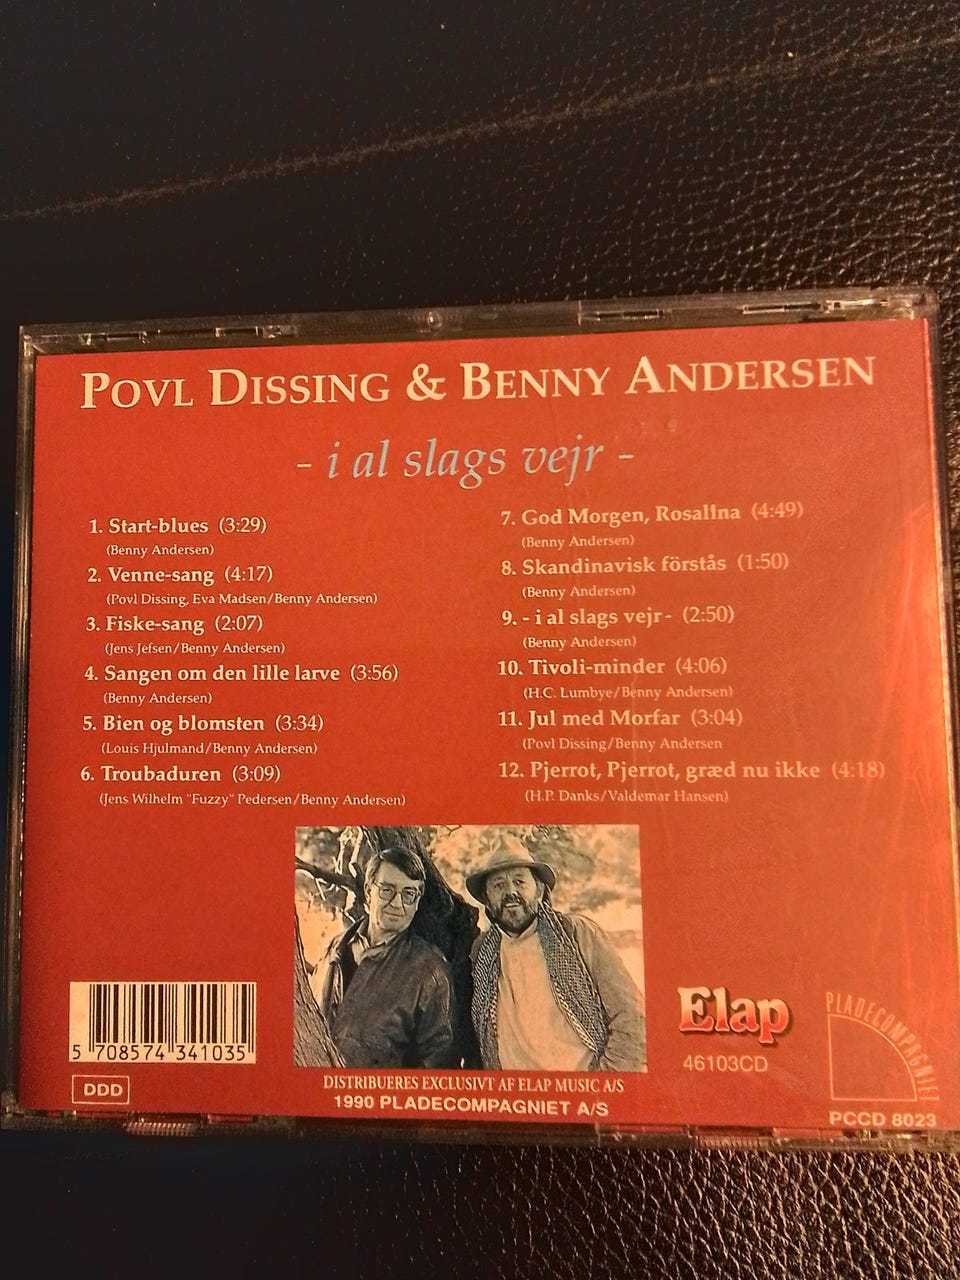 POVL DISSING & BENNY ANDERSEN
- i al slags vejr -
1. Start-blues (3:29)
(Benny Andersen)
2. Venne-sang (4:17)
(Povl Dissing, Eva Madsen/Benny Andersen)
3. Fiske-sang (2:07)
(Jens Jefsen/Benny Andersen)
4. Sangen om den lille larve (3:56)
(Benny Andersen)
5. Bien og blomsten (3:34)
(Louis Hjulmand/Benny Andersen)
6. Troubaduren (3:09)
(Jens Wilhelm "Fuzzy" Pedersen/Benny Andersen)
7. God Morgen, Rosalina (4:49)
(Benny Andersen)
8. Skandinavisk förstås (1:50)
(Benny Andersen)
9. - i al slags vejr - (2:50)
(Benny Andersen)
10. Tivoli-minder (4:06)
(H.C. Lumbye/Benny Andersen)
11. Jul med Morfar (3:04)
(Povl Dissing/Benny Andersen
12. Pjerrot, Pjerrot, græd nu ikke (4:18)
(H.P. Danks/Valdemar Hansen)
5 708574 341035
DDD
DISTRIBUERES EXCLUSIVT AF ELAP MUSIC A/S
1990 PLADECOMPAGNIET A/S
Elap
46103CD
PLADECOMPAGNIET
PCCD 8023